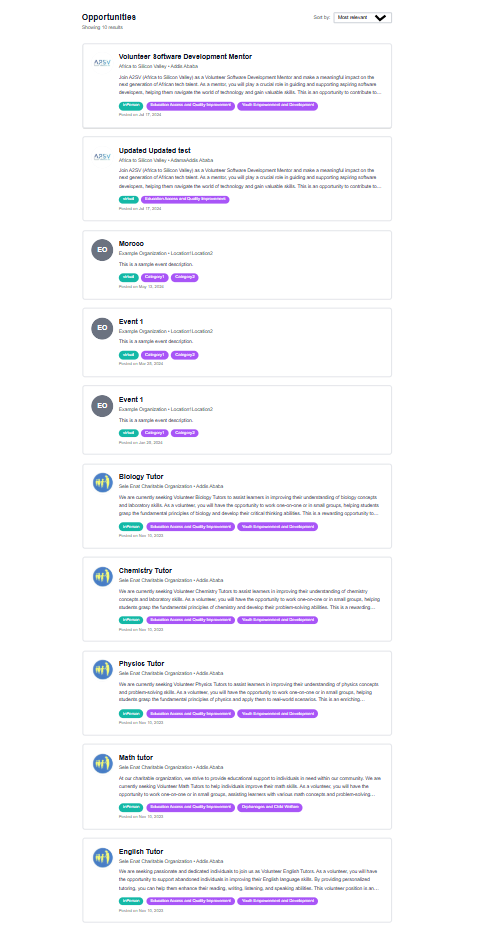 Opportunities
Sort by: Most relevant
Showing 10 results
A2SV
Volunteer Software Development Mentor
Africa to Silicon Valley • Addis Ababa
Join A2SV (Africa to Silicon Valley) as a Volunteer Software Development Mentor and make a meaningful impact on the
next generation of African tech talent. As a mentor, you will play a crucial role in guiding and supporting aspiring software
developers, helping them navigate the world of technology and gain valuable skills. This is an opportunity to contribute to...
inPerson Education Access and Quality Improvement Youth Empowerment and Development
Posted on Jul 17, 2024
A2SV
Updated Updated test
Africa to Silicon Valley • AdamaAddis Ababa
Join A2SV (Africa to Silicon Valley) as a Volunteer Software Development Mentor and make a meaningful impact on the
next generation of African tech talent. As a mentor, you will play a crucial role in guiding and supporting aspiring software
developers, helping them navigate the world of technology and gain valuable skills. This is an opportunity to contribute to...
virtual Education Access and Quality Improvement
Posted on Jul 17, 2024
EO
Moroco
Example Organization • Location1Location2
This is a sample event description.
virtual Category1 Category2
Posted on May 13, 2024
EO
Event 1
Example Organization • Location1Location2
This is a sample event description.
virtual Category1 Category2
Posted on Mar 2024
EO
Event 1
Example Organization • Location1Location2
This is a sample event description.
virtual Category1 Category2
Posted on Jan 2024
Biology Tutor
Sele Enat Charitable Organization • Addis Ababa
We are currently seeking Volunteer Biology Tutors to assist learners in improving their understanding of biology concepts
and laboratory skills. As a volunteer, you will have the opportunity to work one-on-one or in small groups, helping students
grasp the fundamental principles of biology and develop their critical thinking abilities. This is a rewarding opportunity to...
inPerson Education Access and Quality Improvement Youth Empowerment and Development
Posted on Nov 10, 2023
Chemistry Tutor
Sele Enat Charitable Organization • Addis Ababa
We are currently seeking Volunteer Chemistry Tutors to assist learners in improving their understanding of chemistry
concepts and laboratory skills. As a volunteer, you will have the opportunity to work one-on-one or in small groups, helping
students grasp the fundamental principles of chemistry and develop their problem-solving abilities. This is a rewarding...
inPerson Education Access and Quality Improvement Youth Empowerment and Development
Posted on Nov 10, 2023
Physics Tutor
Sele Enat Charitable Organization • Addis Ababa
We are currently seeking Volunteer Physics Tutors to assist learners in improving their understanding of physics concepts
and problem-solving skills. As a volunteer, you will have the opportunity to work one-on-one or in small groups, helping
students grasp the fundamental principles of physics and apply them to real-world scenarios. This is an enriching...
inPerson Education Access and Quality Improvement Youth Empowerment and Development
Posted on Nov 10, 2023
Math tutor
Sele Enat Charitable Organization • Addis Ababa
At our charitable organization, we strive to provide educational support to individuals in need within our community. We are
currently seeking Volunteer Math Tutors to help individuals improve their math skills. As a volunteer, you will have the
opportunity to work one-on-one or in small groups, assisting learners with various math concepts and problem-solving...
inPerson Education Access and Quality Improvement Orphanages and Child Welfare
Posted on Nov 10, 2023
English Tutor
Sele Enat Charitable Organization • Addis Ababa
We are seeking passionate and dedicated individuals to join us as Volunteer English Tutors. As a volunteer, you will have
the opportunity to support abandoned individuals in improving their English language skills. By providing personalized
tutoring, you can help them enhance their reading, writing, listening, and speaking abilities. This volunteer position is an...
inPerson Education Access and Quality Improvement Youth Empowerment and Development
Posted on Nov 10, 2023